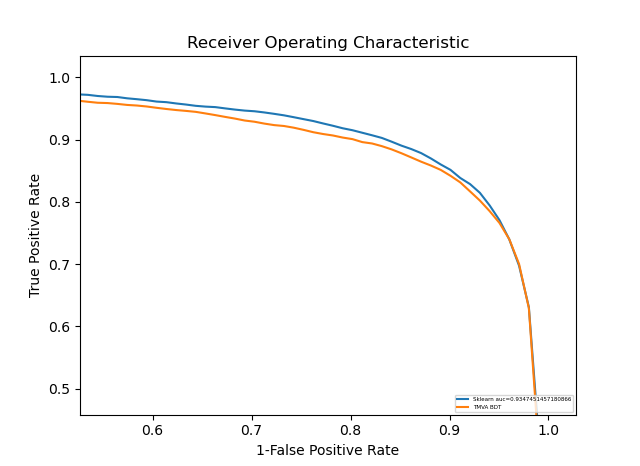 Receiver Operating Characteristic
True Positive Rate
1.0
0.9
0.8
0.7
0.6
0.5
Sklearn auc=0.9347451457180866
TMVA BDT
0.6 0.7 0.8 0.9 1.0
1-False Positive Rate